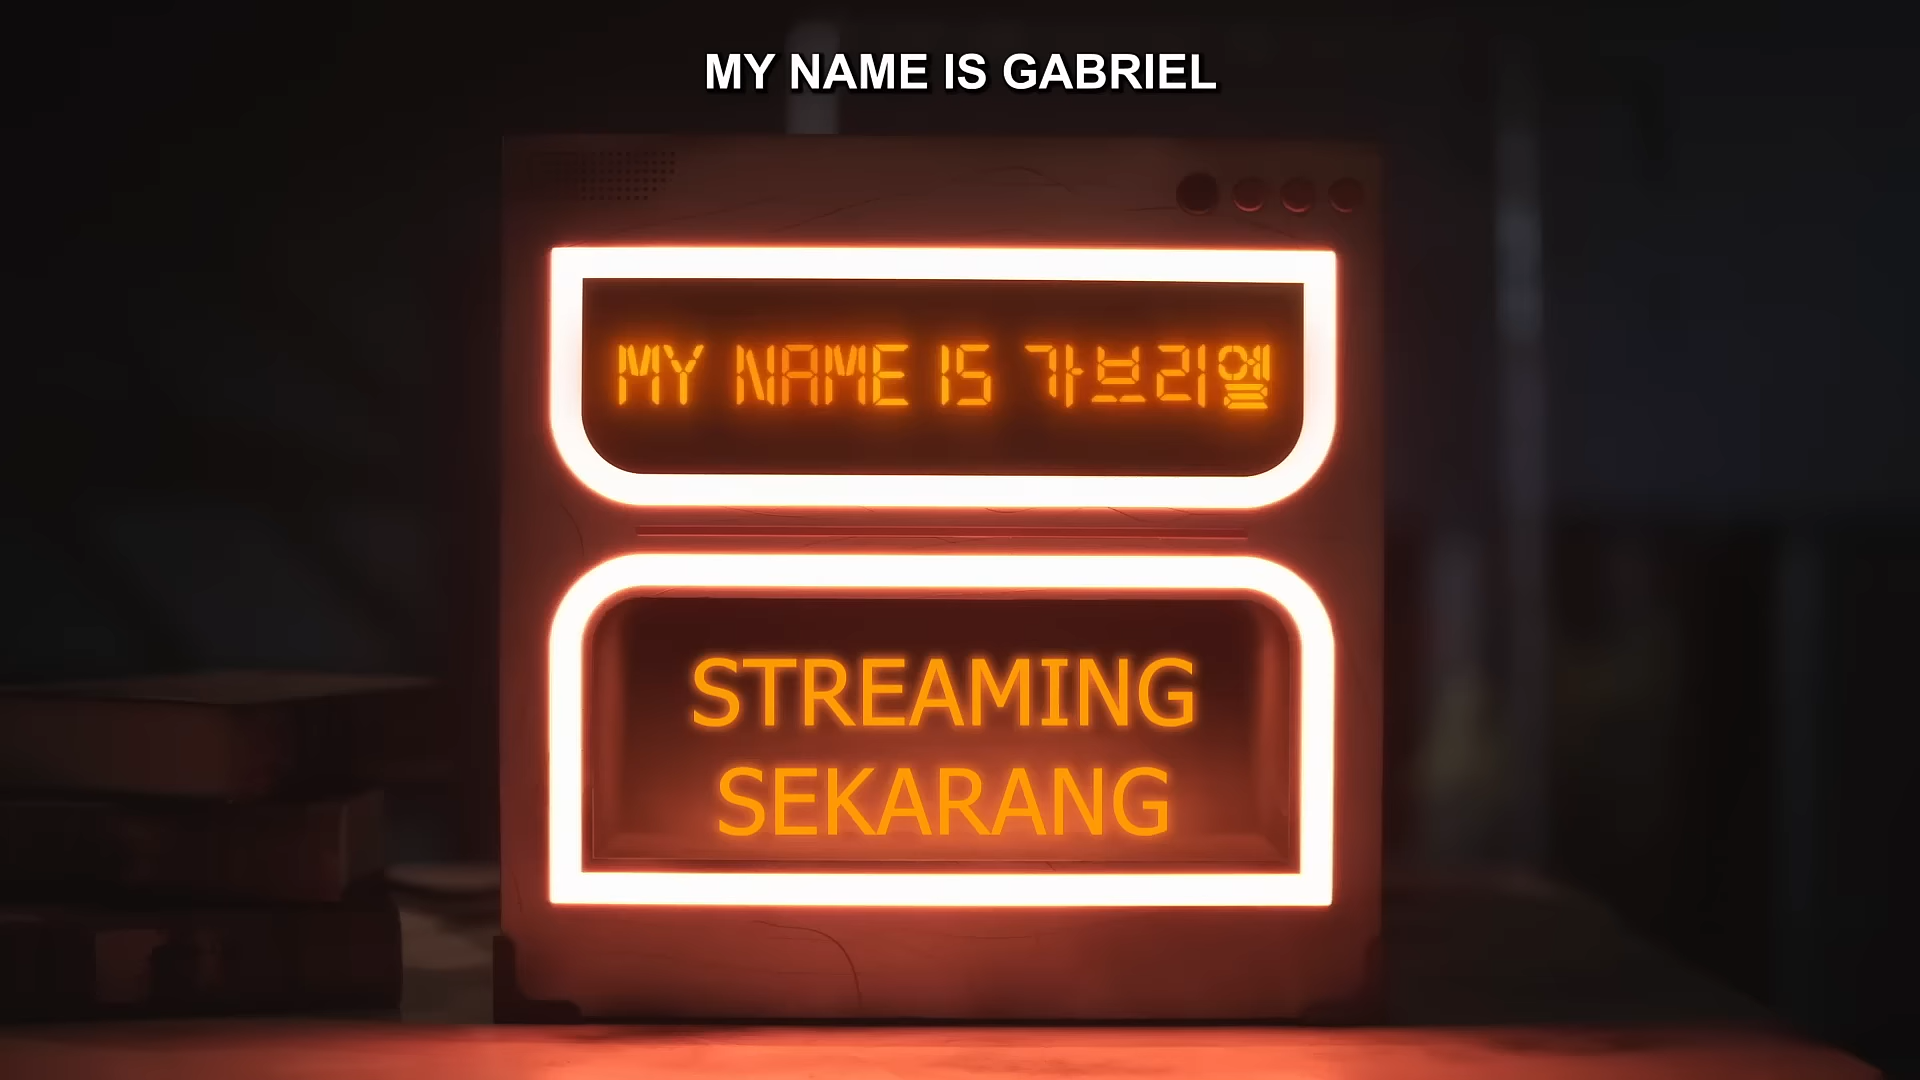 MY NAME IS GABRIEL
MY NAME IS 가브리엘
STREAMING
SEKARANG